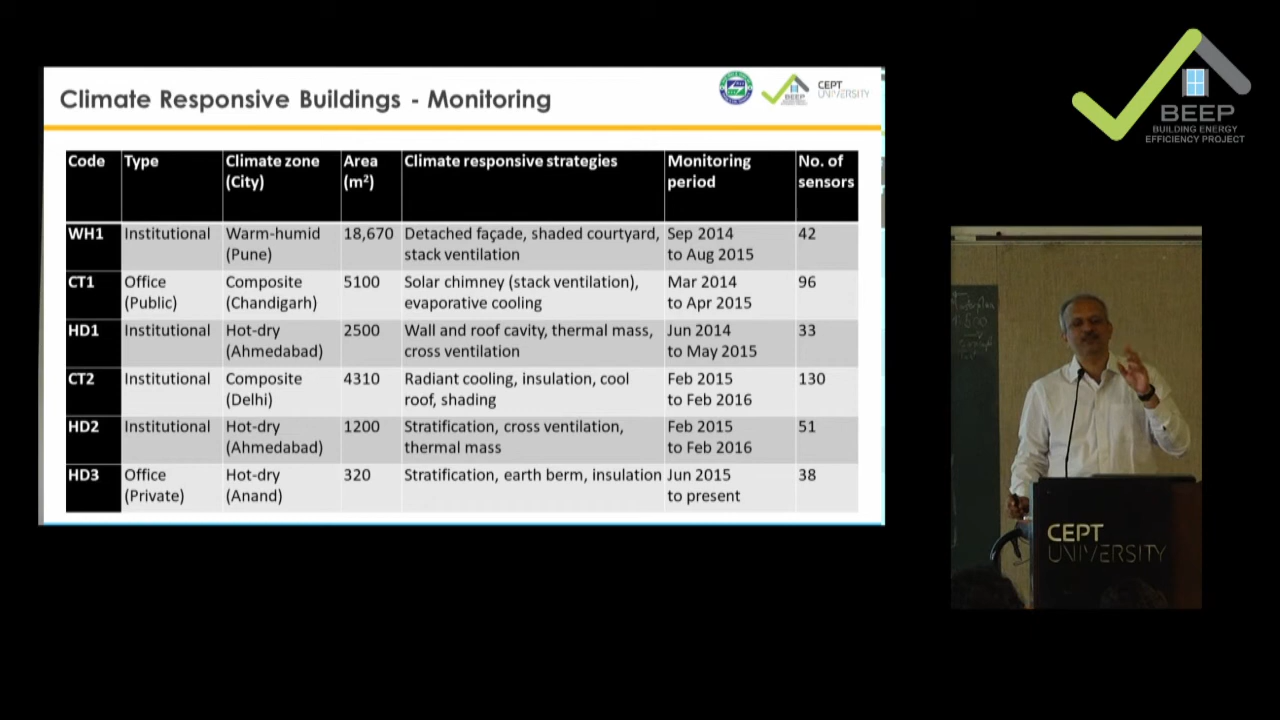 Climate Responsive Buildings - Monitoring
BEEP
CEPT
UNIVERSITY
Code Type Climate zone (City) Area (m²) Climate responsive strategies Monitoring period No. of sensors
WH1 Institutional Warm-humid (Pune) 18,670 Detached façade, shaded courtyard, stack ventilation Sep 2014 to Aug 2015 42
CT1 Office (Public) Composite (Chandigarh) 5100 Solar chimney (stack ventilation), evaporative cooling Mar 2014 to Apr 2015 96
HD1 Institutional Hot-dry (Ahmedabad) 2500 Wall and roof cavity, thermal mass, cross ventilation Jun 2014 to May 2015 33
CT2 Institutional Composite (Delhi) 4310 Radiant cooling, insulation, cool roof, shading Feb 2015 to Feb 2016 130
HD2 Institutional Hot-dry (Ahmedabad) 1200 Stratification, cross ventilation, thermal mass Feb 2015 to Feb 2016 51
HD3 Office (Private) Hot-dry (Anand) 320 Stratification, earth berm, insulation Jun 2015 to present 38
BEEP
BUILDING ENERGY
EFFICIENCY PROJECT
CEPT
UNIVERSITY